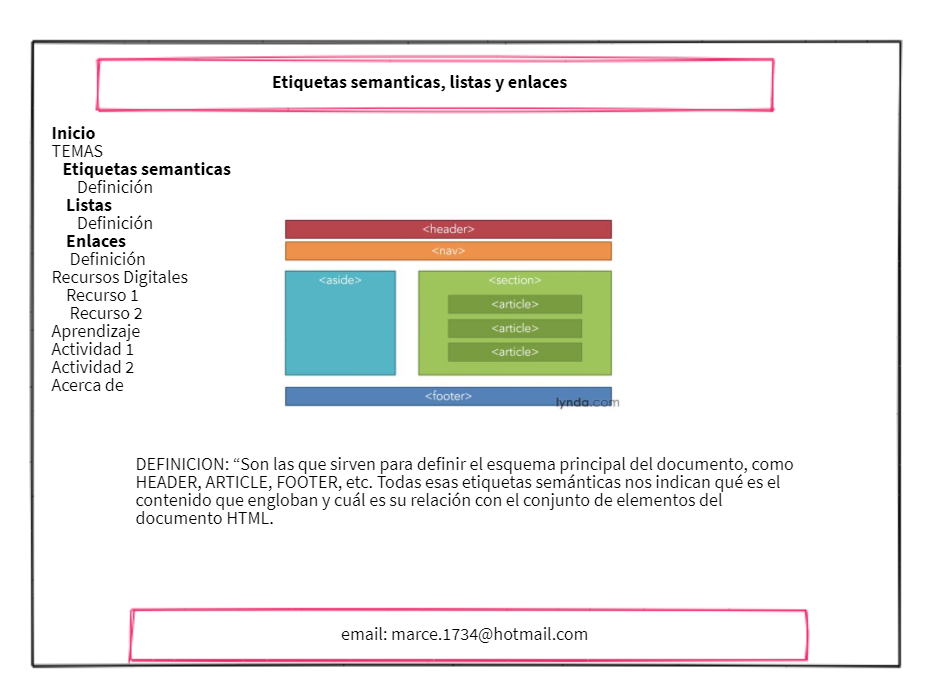 Etiquetas semanticas, listas y enlaces
Inicio
TEMAS
Etiquetas semanticas
Definición
Listas
Definición
Enlaces
Definición
Recursos Digitales
Recurso 1
Recurso 2
Aprendizaje
Actividad 1
Actividad 2
Acerca de
<header>
<nav>
<aside>
<section>
<article>
<article>
<article>
<footer>
lynda.com
DEFINICION: “Son las que sirven para definir el esquema principal del documento, como
HEADER, ARTICLE, FOOTER, etc. Todas esas etiquetas semánticas nos indican qué es el
contenido que engloban y cuál es su relación con el conjunto de elementos del
documento HTML.
email: marce.1734@hotmail.com